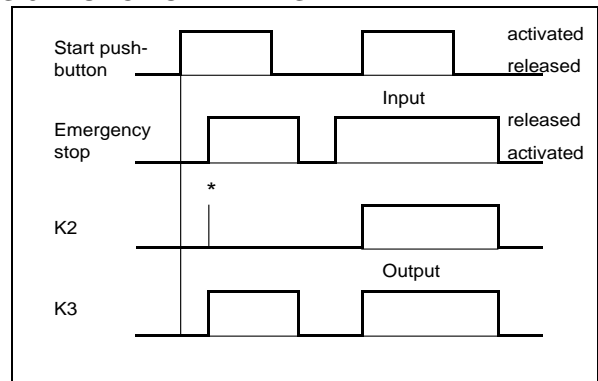 Start push-
button
activated
released
Input
Emergency
stop
released
activated
*
K2
Output
K3